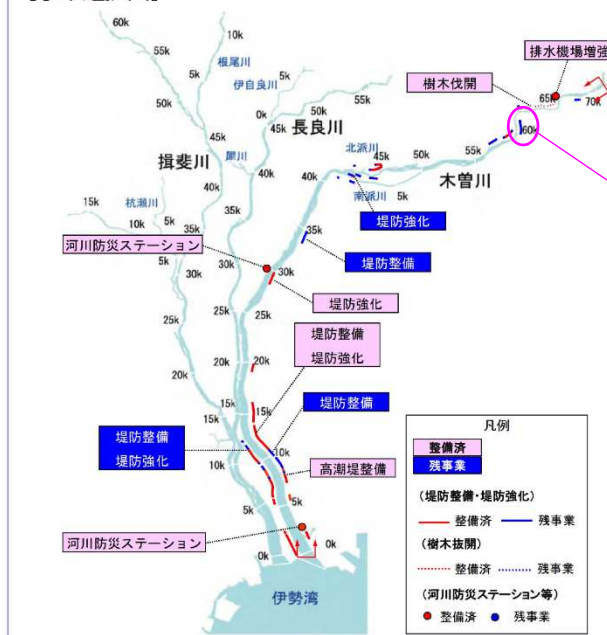 60k
10k
55k
根尾川
5k
伊自良川
50k
5k
0k
55k
50k
長良川
45k
45k
揖斐川
犀川
40k
40k
杭瀬川
15k
5k
10k
35k
35k
5k
30k
30k
25k
25k
20k
20k
15k
15k
10k
10k
5k
5k
0k
0k
排水機場増強
樹木伐開
65k
70k
60k
北派川
45k
50k
55k
木曽川
40k
南派川
5k
堤防強化
35k
堤防整備
河川防災ステーション
30k
堤防強化
25k
堤防整備
堤防強化
20k
15k
堤防整備
堤防整備
堤防強化
10k
高潮堤整備
5k
河川防災ステーション
0k
伊勢湾
凡例
整備済
残事業
(堤防整備・堤防強化)
整備済 残事業
(樹木抜開)
整備済 残事業
(河川防災ステーション等)
整備済 残事業